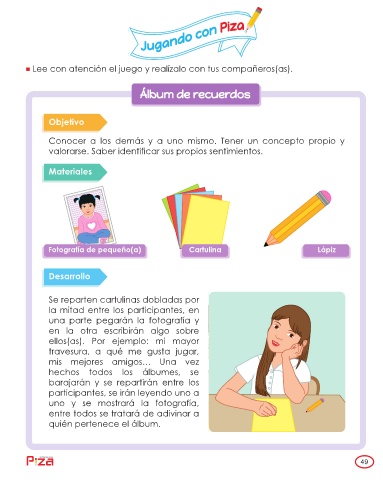 Jugando con Piza
Lee con atención el juego y realízalo con tus compañeros(as).
Álbum de recuerdos
Objetivo
Conocer a los demás y a uno mismo. Tener un concepto propio y
valorarse. Saber identificar sus propios sentimientos.
Materiales
Fotografía de pequeño(a)
Cartulina
Lápiz
Desarrollo
Se reparten cartulinas dobladas por
la mitad entre los participantes, en
una parte pegarán la fotografía y
en la otra escribirán algo sobre
ellos(as). Por ejemplo: mi mayor
travesura, a qué me gusta jugar,
mis mejores amigos... Una vez
hechos todos los álbumes, se
barajarán y se repartirán entre los
participantes, se irán leyendo uno a
uno y se mostrará la fotografía,
entre todos se tratará de adivinar a
quién pertenece el álbum.
Piza
49